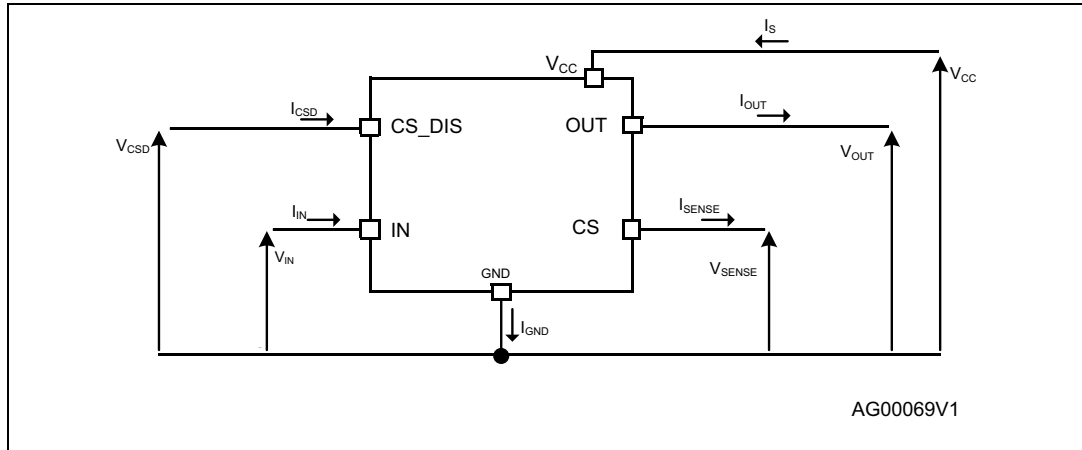 I_S
V_CC
V_CC
I_CSD
I_OUT
CS_DIS
OUT
V_CSD
V_OUT
I_IN
I_SENSE
IN
CS
V_IN
V_SENSE
GND
I_GND
AG00069V1